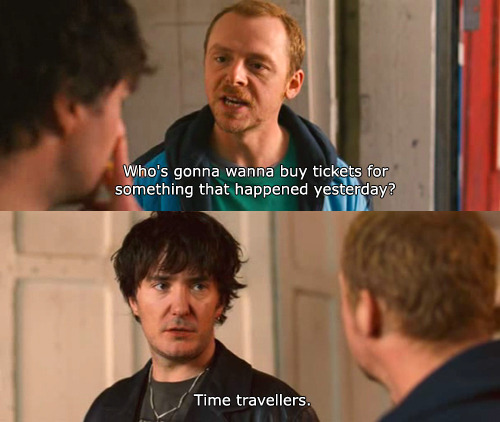 Who's gonna wanna buy tickets for
something that happened yesterday?
Time travellers.